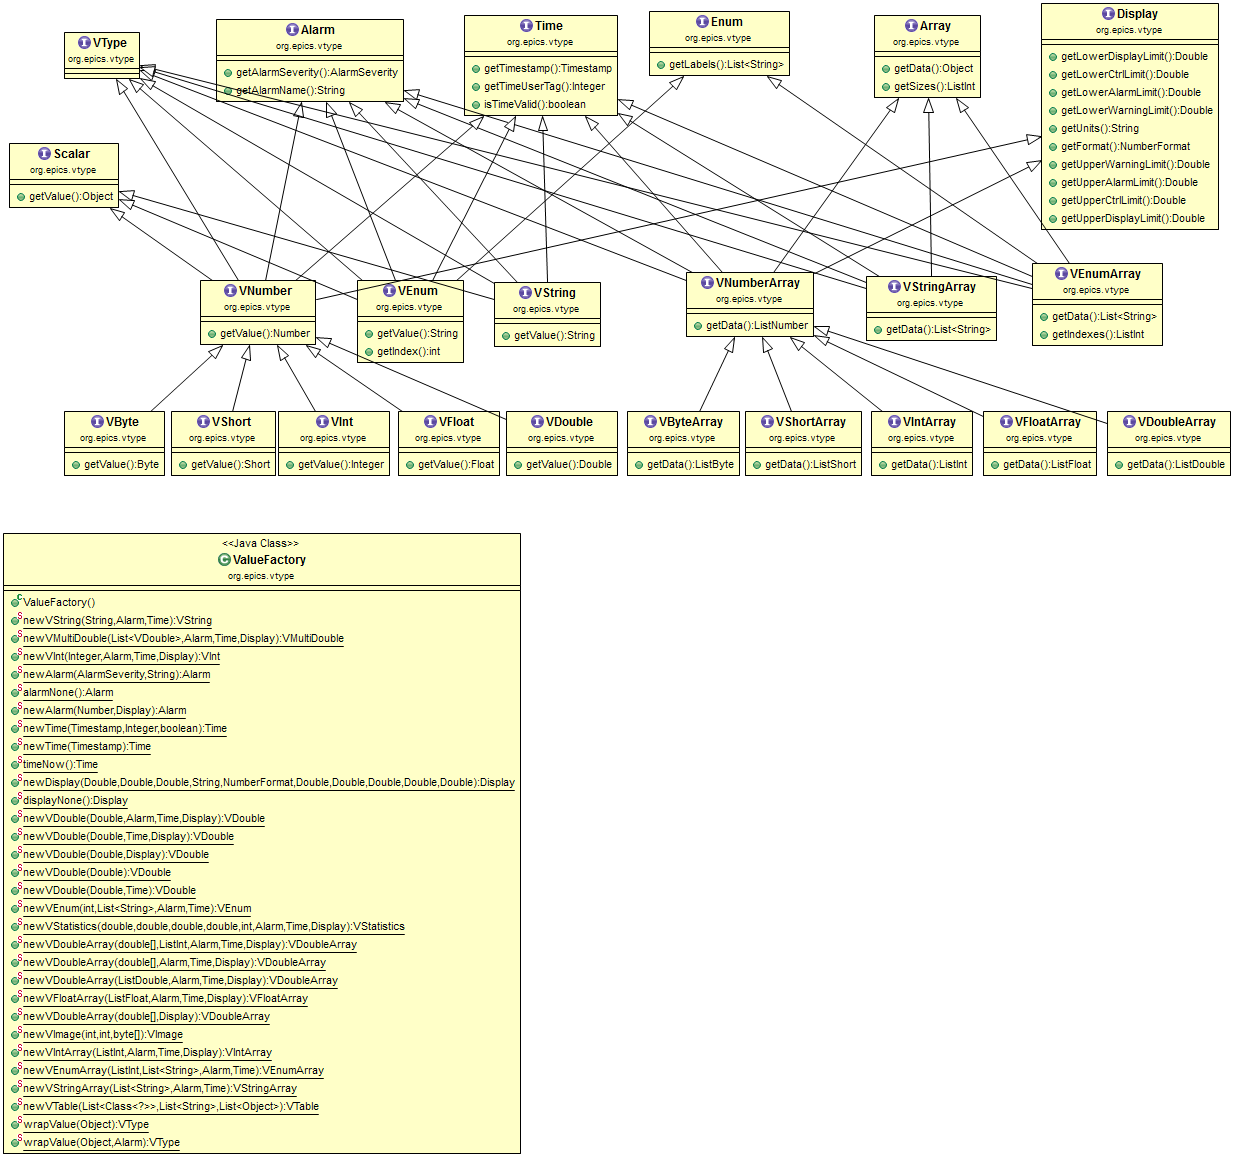 VType
org.epics.vtype
Alarm
org.epics.vtype
getAlarmSeverity():AlarmSeverity
getAlarmName():String
Time
org.epics.vtype
getTimestamp():Timestamp
getTimeUserTag():Integer
isTimeValid():boolean
Enum
org.epics.vtype
getLabels():List<String>
Array
org.epics.vtype
getData():Object
getSizes():ListInt
Display
org.epics.vtype
getLowerDisplayLimit():Double
getLowerCtrlLimit():Double
getLowerAlarmLimit():Double
getLowerWarningLimit():Double
getUnits():String
getFormat():NumberFormat
getUpperWarningLimit():Double
getUpperAlarmLimit():Double
getUpperCtrlLimit():Double
getUpperDisplayLimit():Double
Scalar
org.epics.vtype
getValue():Object
VNumber
org.epics.vtype
getValue():Number
VEnum
org.epics.vtype
getValue():String
getIndex():int
VString
org.epics.vtype
getValue():String
VNumberArray
org.epics.vtype
getData():ListNumber
VStringArray
org.epics.vtype
getData():List<String>
VEnumArray
org.epics.vtype
getData():List<String>
getIndexes():ListInt
VByte
org.epics.vtype
getValue():Byte
VShort
org.epics.vtype
getValue():Short
VInt
org.epics.vtype
getValue():Integer
VFloat
org.epics.vtype
getValue():Float
VDouble
org.epics.vtype
getValue():Double
VByteArray
org.epics.vtype
getData():ListByte
VShortArray
org.epics.vtype
getData():ListShort
VIntArray
org.epics.vtype
getData():ListInt
VFloatArray
org.epics.vtype
getData():ListFloat
VDoubleArray
org.epics.vtype
getData():ListDouble
<<Java Class>>
ValueFactory
org.epics.vtype
ValueFactory()
newVString(String,Alarm,Time):VString
newVMultiDouble(List<VDouble>,Alarm,Time,Display):VMultiDouble
newVInt(Integer,Alarm,Time,Display):VInt
newAlarm(AlarmSeverity,String):Alarm
alarmNone():Alarm
newAlarm(Number,Display):Alarm
newTime(Timestamp,Integer,boolean):Time
newTime(Timestamp):Time
timeNow():Time
newDisplay(Double,Double,Double,String,NumberFormat,Double,Double,Double,Double,Double):Display
displayNone():Display
newVDouble(Double,Alarm,Time,Display):VDouble
newVDouble(Double,Time,Display):VDouble
newVDouble(Double,Display):VDouble
newVDouble(Double):VDouble
newVDouble(Double,Time):VDouble
newVEnum(int,List<String>,Alarm,Time):VEnum
newVStatistics(double,double,double,double,int,Alarm,Time,Display):VStatistics
newVDoubleArray(double[],ListInt,Alarm,Time,Display):VDoubleArray
newVDoubleArray(double[],Alarm,Time,Display):VDoubleArray
newVDoubleArray(ListDouble,Alarm,Time,Display):VDoubleArray
newVFloatArray(ListFloat,Alarm,Time,Display):VFloatArray
newVDoubleArray(double[],Display):VDoubleArray
newVImage(int,int,byte[]):VImage
newVIntArray(ListInt,Alarm,Time,Display):VIntArray
newVEnumArray(ListInt,List<String>,Alarm,Time):VEnumArray
newVStringArray(List<String>,Alarm,Time):VStringArray
newVTable(List<Class<?>>,List<String>,List<Object>):VTable
wrapValue(Object):VType
wrapValue(Object,Alarm):VType